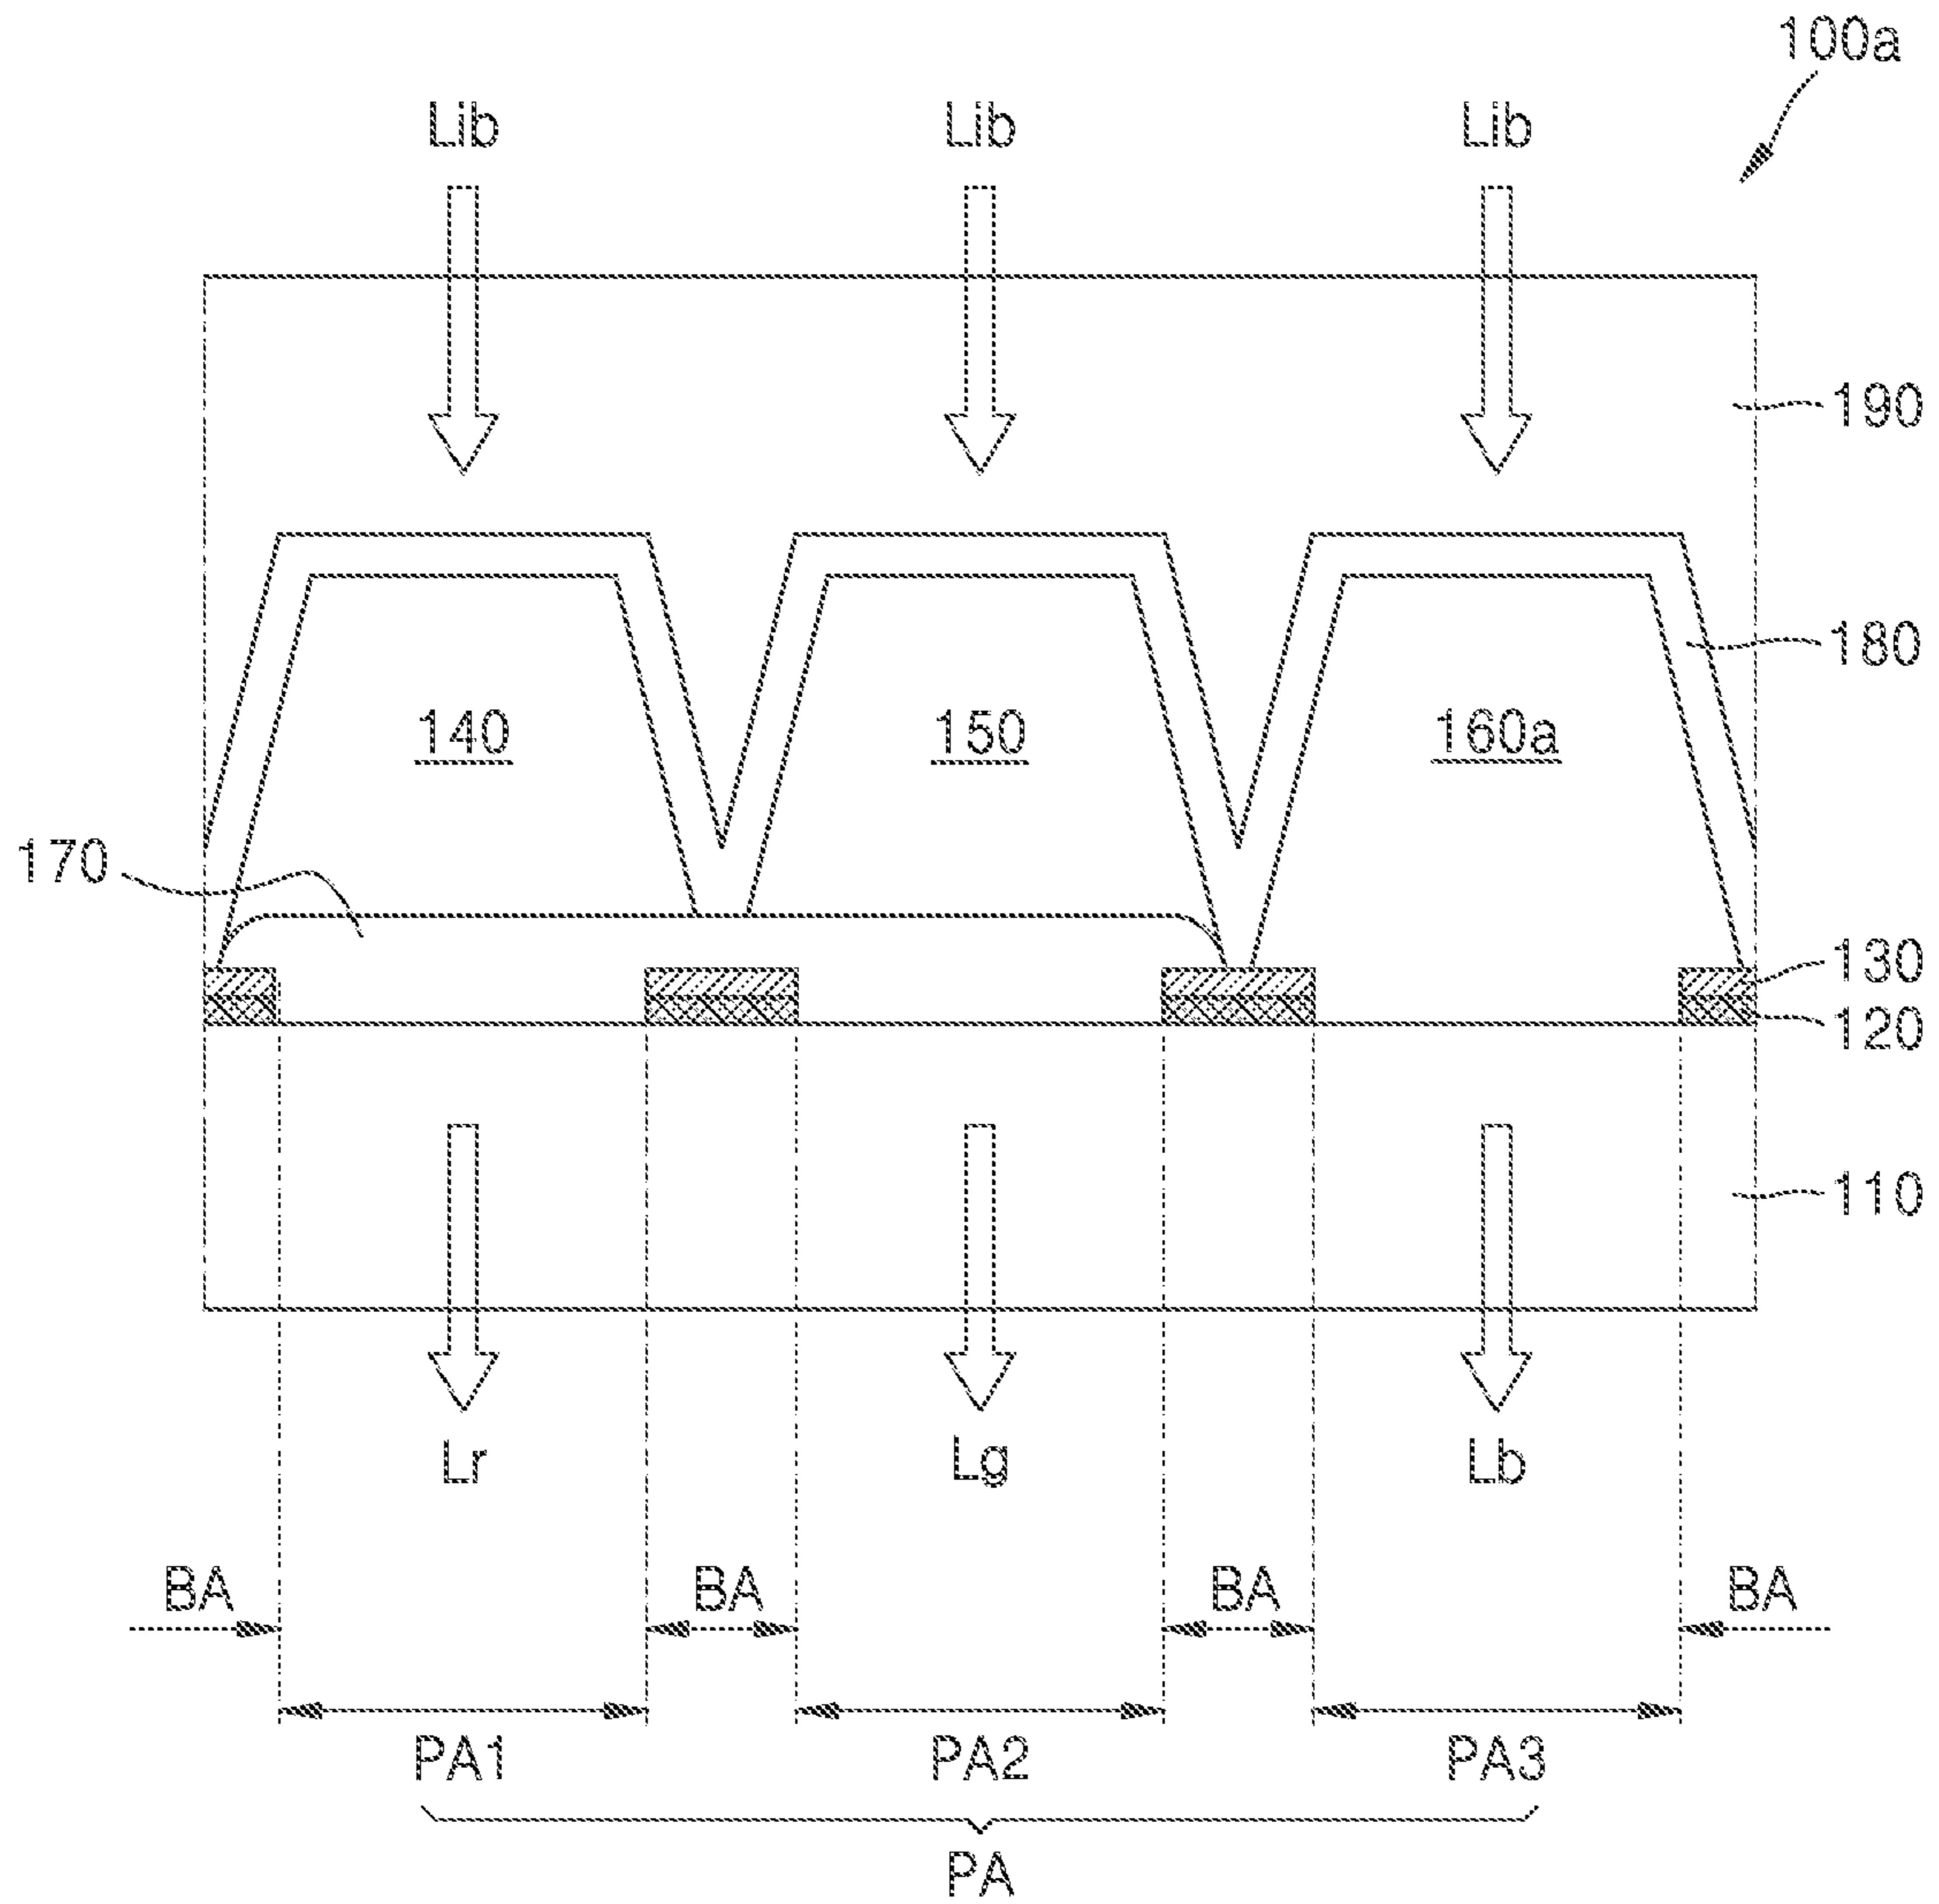 100a
Lib Lib Lib
190
180
140 150 160a
170
130
120
110
Lr Lg Lb
BA BA BA BA
PA1 PA2 PA3
PA